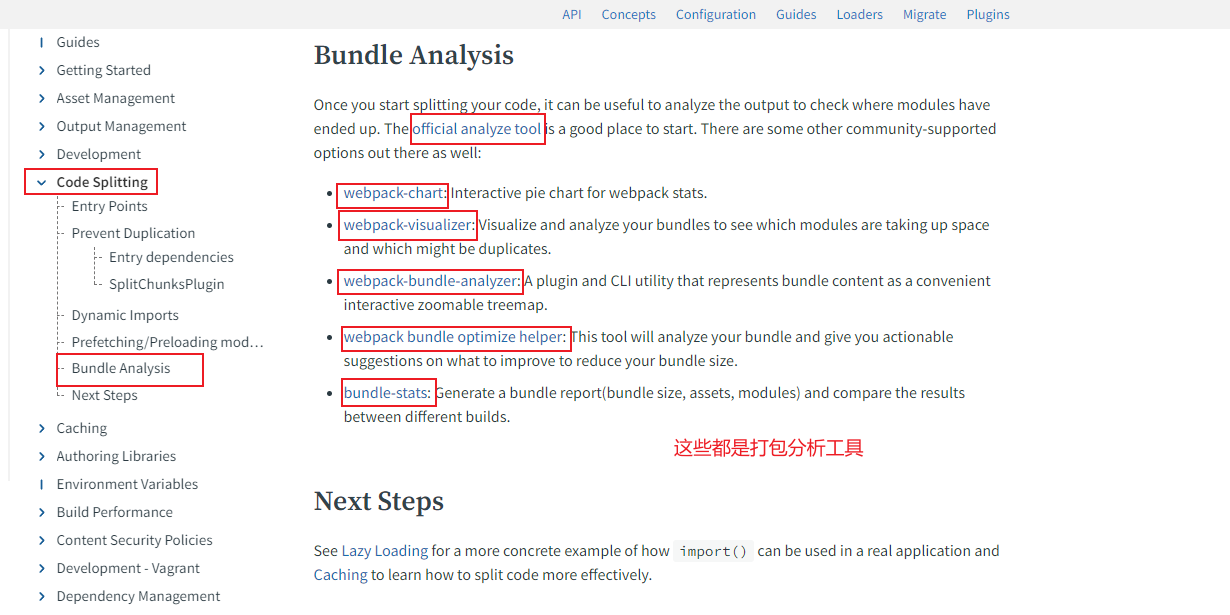 API Concepts Configuration Guides Loaders Migrate Plugins
Guides
Getting Started
Asset Management
Output Management
Development
Code Splitting
Entry Points
Prevent Duplication
Entry dependencies
SplitChunksPlugin
Dynamic Imports
Prefetching/Preloading mod…
Bundle Analysis
Next Steps
Caching
Authoring Libraries
Environment Variables
Build Performance
Content Security Policies
Development - Vagrant
Dependency Management
Bundle Analysis
Once you start splitting your code, it can be useful to analyze the output to check where modules have
ended up. The official analyze tool is a good place to start. There are some other community-supported
options out there as well:
webpack-chart: Interactive pie chart for webpack stats.
webpack-visualizer: Visualize and analyze your bundles to see which modules are taking up space
and which might be duplicates.
webpack-bundle-analyzer: A plugin and CLI utility that represents bundle content as a convenient
interactive zoomable treemap.
webpack bundle optimize helper: This tool will analyze your bundle and give you actionable
suggestions on what to improve to reduce your bundle size.
bundle-stats: Generate a bundle report(bundle size, assets, modules) and compare the results
between different builds.
这些都是打包分析工具
Next Steps
See Lazy Loading for a more concrete example of how import() can be used in a real application and
Caching to learn how to split code more effectively.